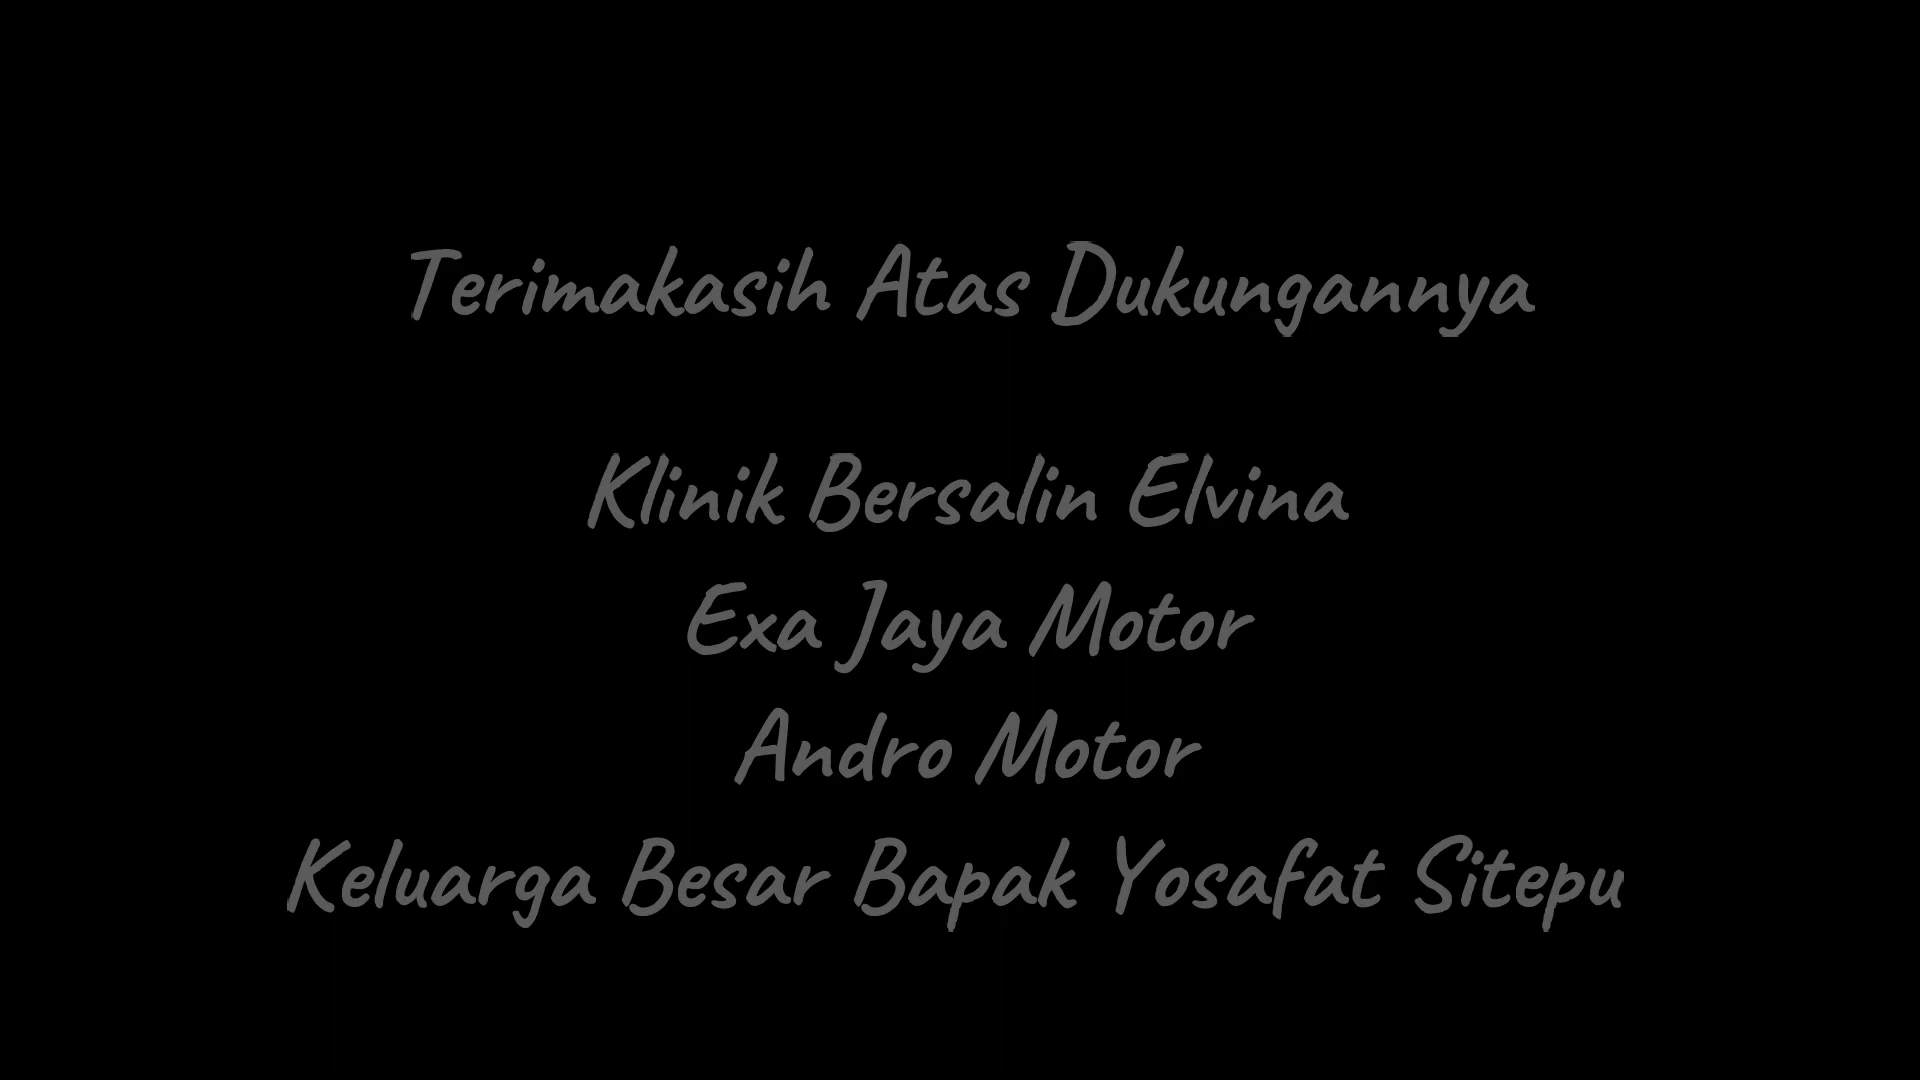 Terimakasih Atas Dukungannya
Klinik Bersalin Elvina
Exa Jaya Motor
Andro Motor
Keluarga Besar Bapak Yosafat Sitepu